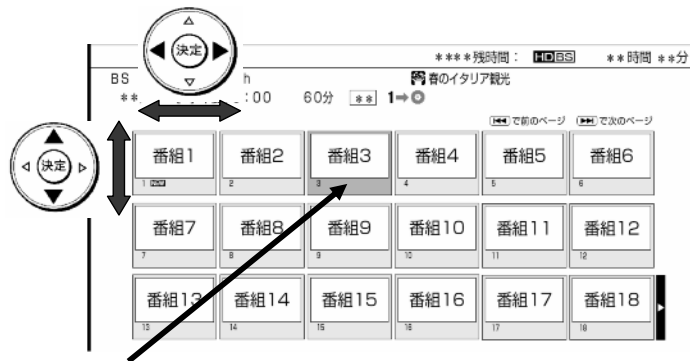 決定
****残時間： HD BS **時間 **分
BS h 春のイタリア観光
** :00 60分 ** 1⇒
で前のページ で次のページ
決定
番組1 番組2 番組3 番組4 番組5 番組6
1 NEW 2 3 4 5 6
番組7 番組8 番組9 番組10 番組11 番組12
7 8 9 10 11 12
番組13 番組14 番組15 番組16 番組17 番組18
13 14 15 16 17 18